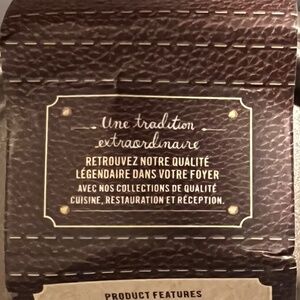 Une tradition
extraordinaire
RETROUVEZ NOTRE QUALITÉ
LÉGENDAIRE DANS VOTRE FOYER
AVEC NOS COLLECTIONS DE QUALITÉ
CUISINE, RESTAURATION ET RÉCEPTION.
PRODUCT FEATURES